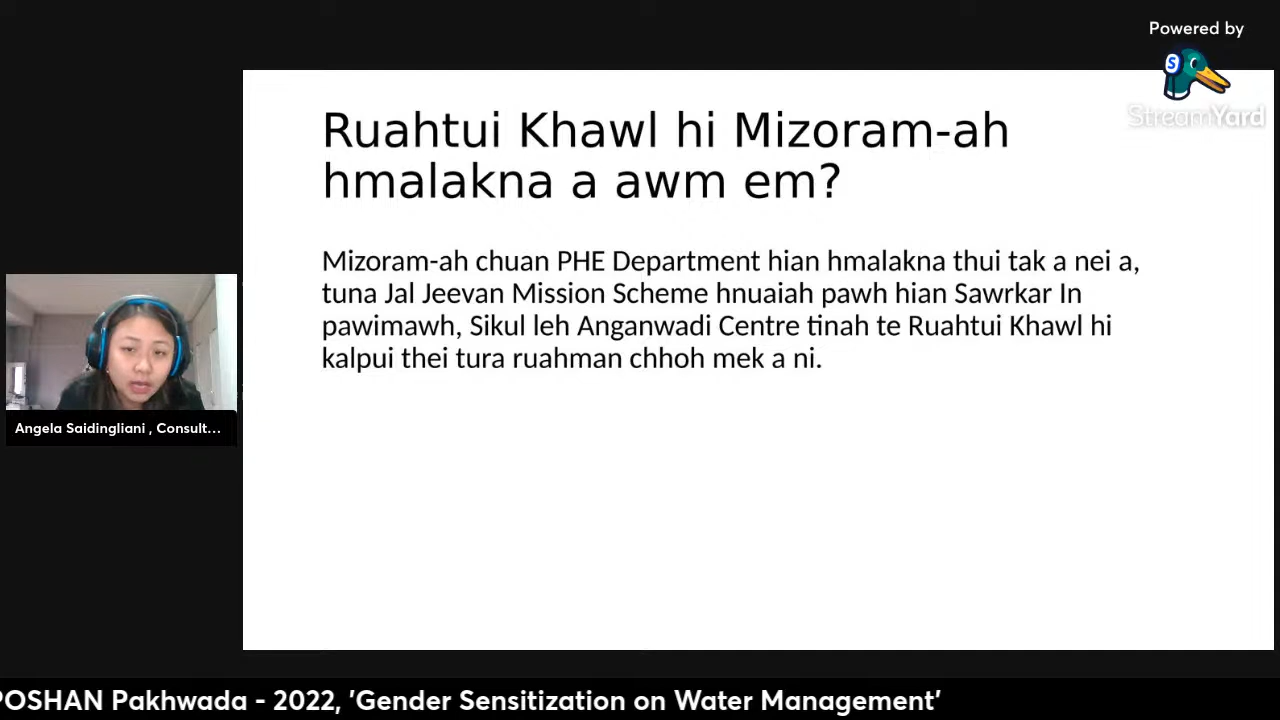 Powered by
S
StreamYard
Ruahtui Khawl hi Mizoram-ah
hmalakna a awm em?
Mizoram-ah chuan PHE Department hian hmalakna thui tak a nei a,
tuna Jal Jeevan Mission Scheme hnuaiah pawh hian Sawrkar In
pawimawh, Sikul leh Anganwadi Centre tinah te Ruahtui Khawl hi
kalpui thei tura ruahman chhoh mek a ni.
Angela Saidingliani , Consult...
POSHAN Pakhwada - 2022, 'Gender Sensitization on Water Management'